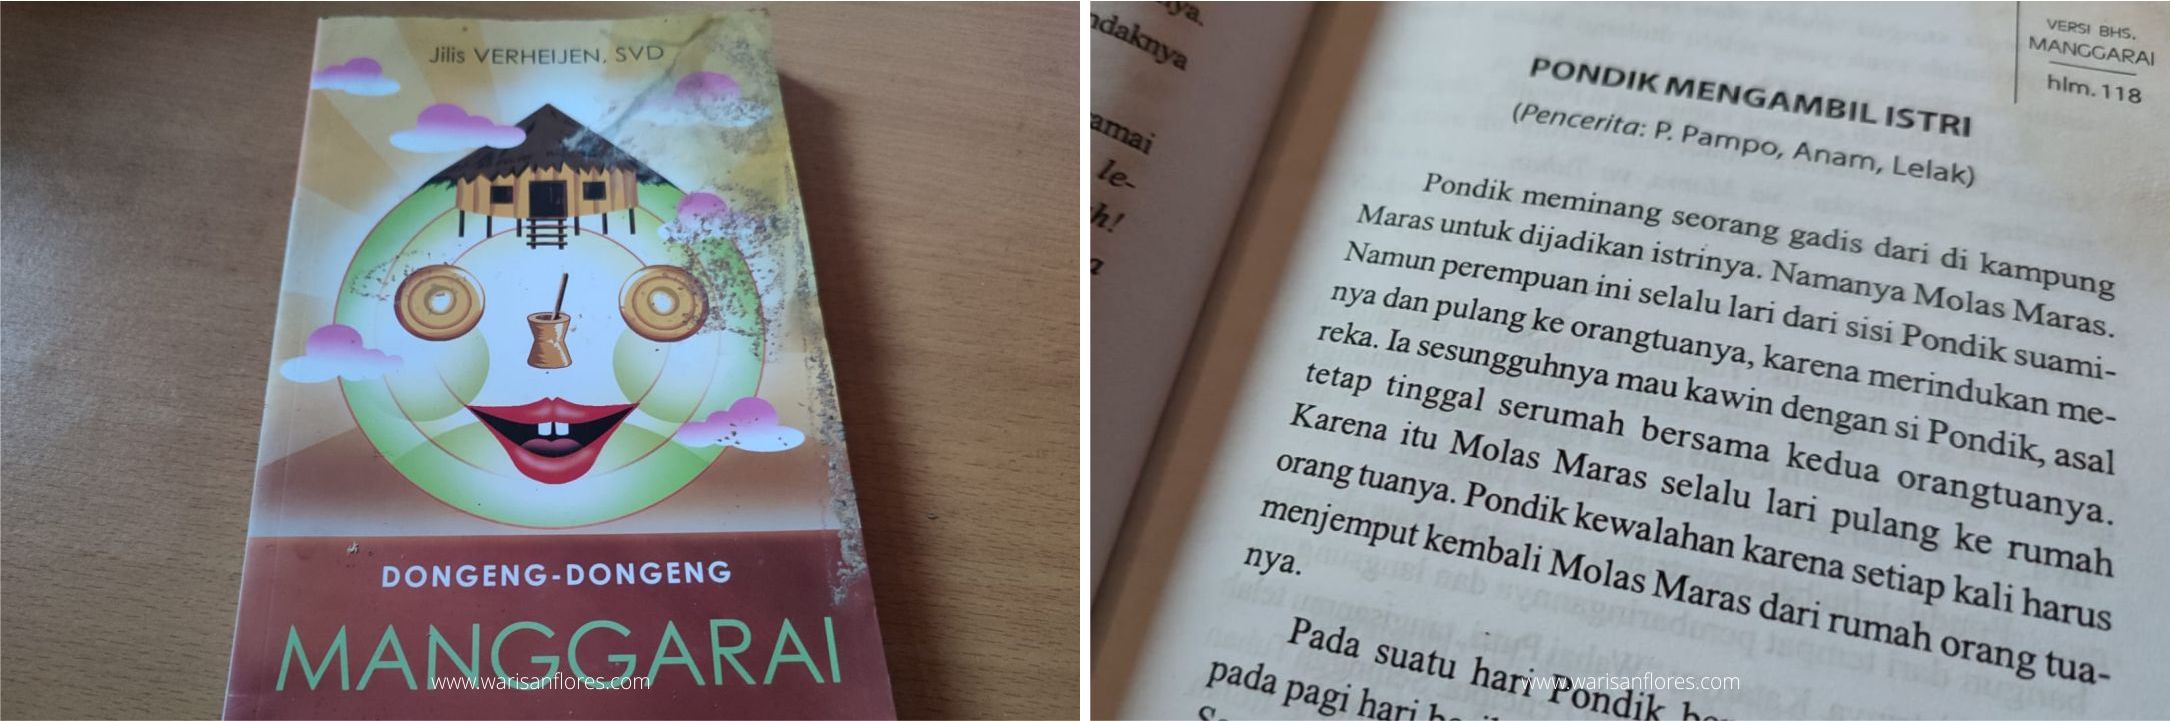 Jilis VERHEIJEN, SVD
DONGENG-DONGENG
MANGGARAI
www.warisanflores.com
ndaknya
amai
le-
h!
a
VERSI BHS.
MANGGARAI
hlm. 118
PONDIK MENGAMBIL ISTRI
(Pencerita: P. Pampo, Anam, Lelak)
Pondik meminang seorang gadis dari di kampung
Maras untuk dijadikan istrinya. Namanya Molas Maras.
Namun perempuan ini selalu lari dari sisi Pondik suami-
nya dan pulang ke orangtuanya, karena merindukan me-
reka. Ia sesungguhnya mau kawin dengan si Pondik, asal
tetap tinggal serumah bersama kedua orangtuanya.
Karena itu Molas Maras selalu lari pulang ke rumah
orang tuanya. Pondik kewalahan karena setiap kali harus
menjemput kembali Molas Maras dari rumah orang tua-
nya.
Pada suatu hari Pondik
pada pagi hari
www.warisanflores.com